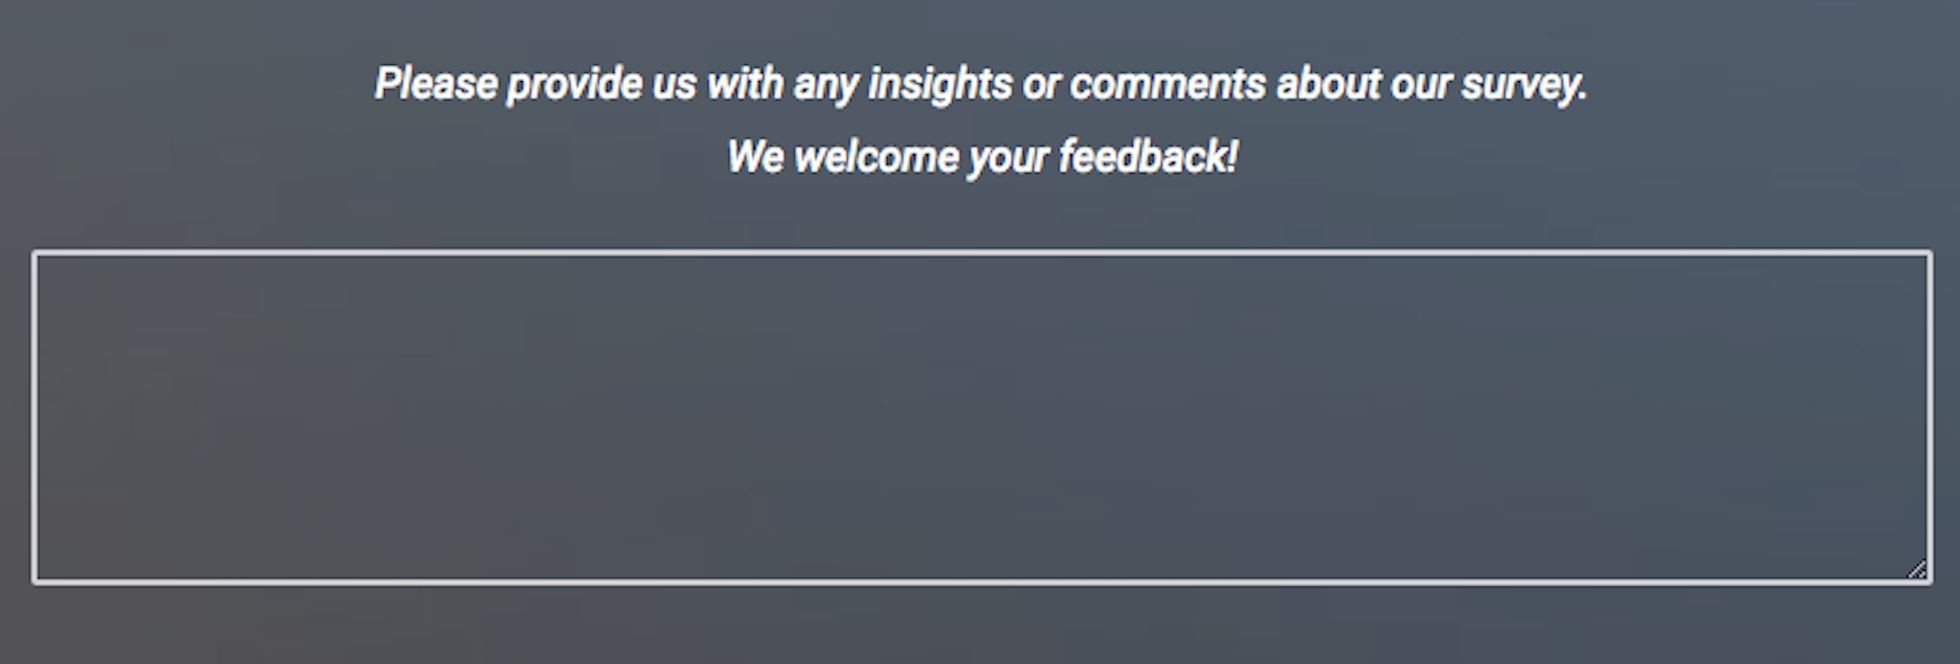 Please provide us with any insights or comments about our survey.
We welcome your feedback!